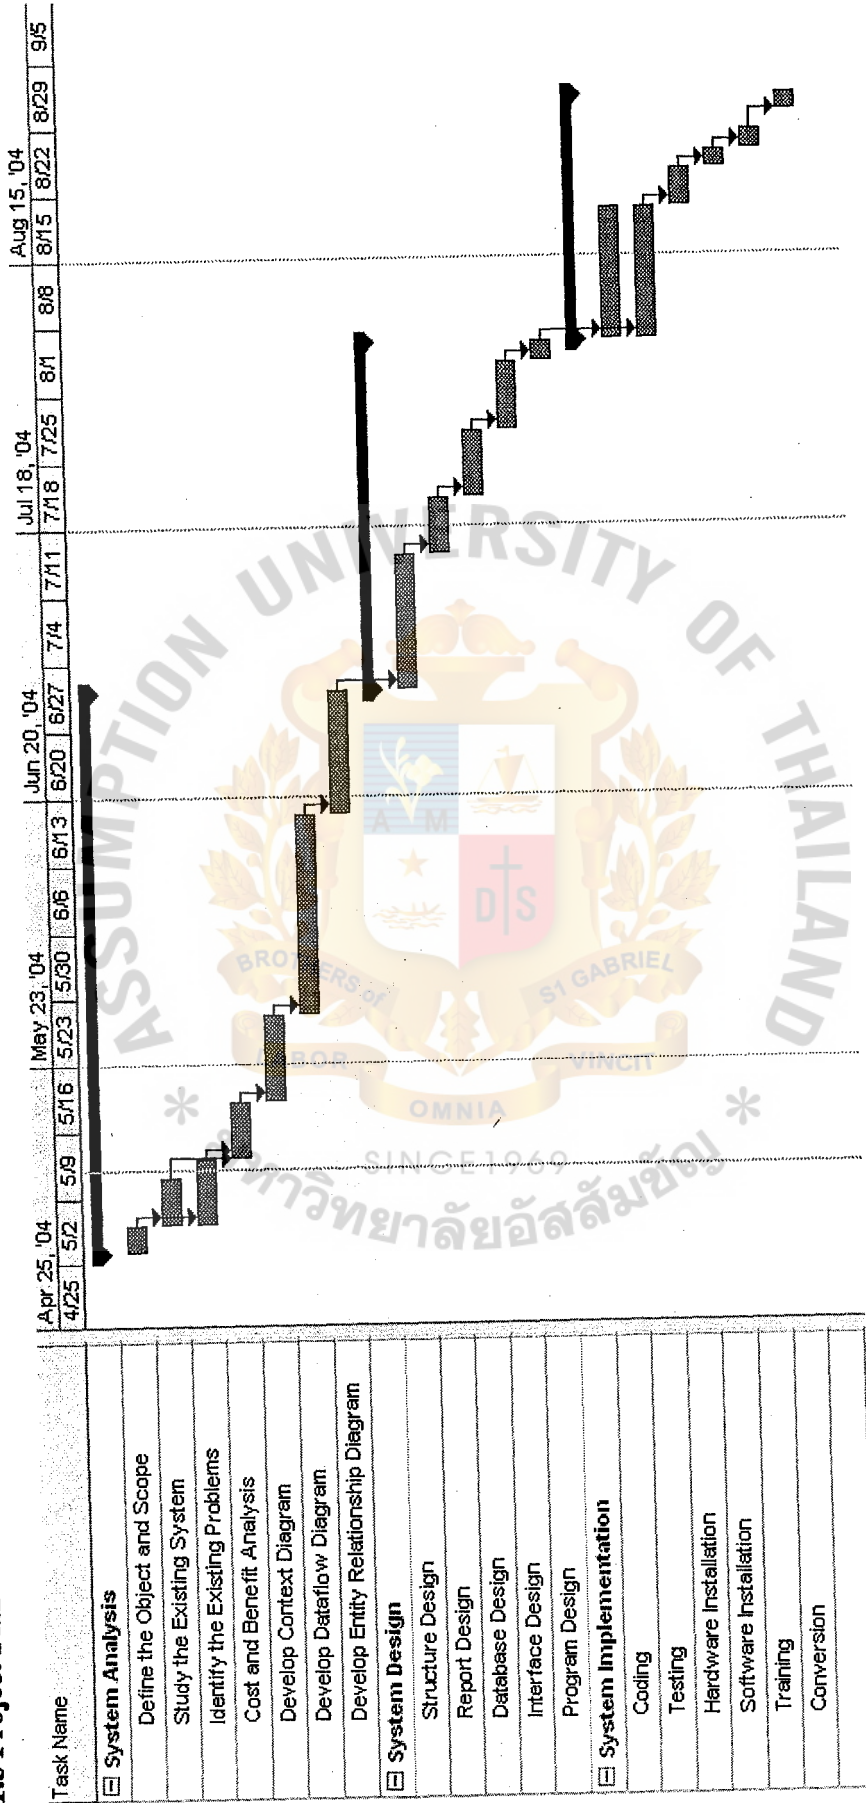 Task Name
System Analysis
Define the Object and Scope
Study the Existing System
Identify the Existing Problems
Cost and Benefit Analysis
Develop Context Diagram
Develop Dataflow Diagram
Develop Entity Relationship Diagram
System Design
Structure Design
Report Design
Database Design
Interface Design
Program Design
System Implementation
Coding
Testing
Hardware Installation
Software Installation
Training
Conversion
Apr 25, '04
May 23, '04
Jun 20, '04
Jul 18, '04
Aug 15, '04
4/25 5/2 5/9 5/16 5/23 5/30 6/6 6/13 6/20 6/27 7/4 7/11 7/18 7/25 8/1 8/8 8/15 8/22 8/29 9/5
ASSUMPTION UNIVERSITY OF THAILAND
A M
D S
BROTHERS of
ST GABRIEL
LABOR
OMNIA
VINCIT
SINCE1969
มหาวิทยาลัยอัสสัมชัญ